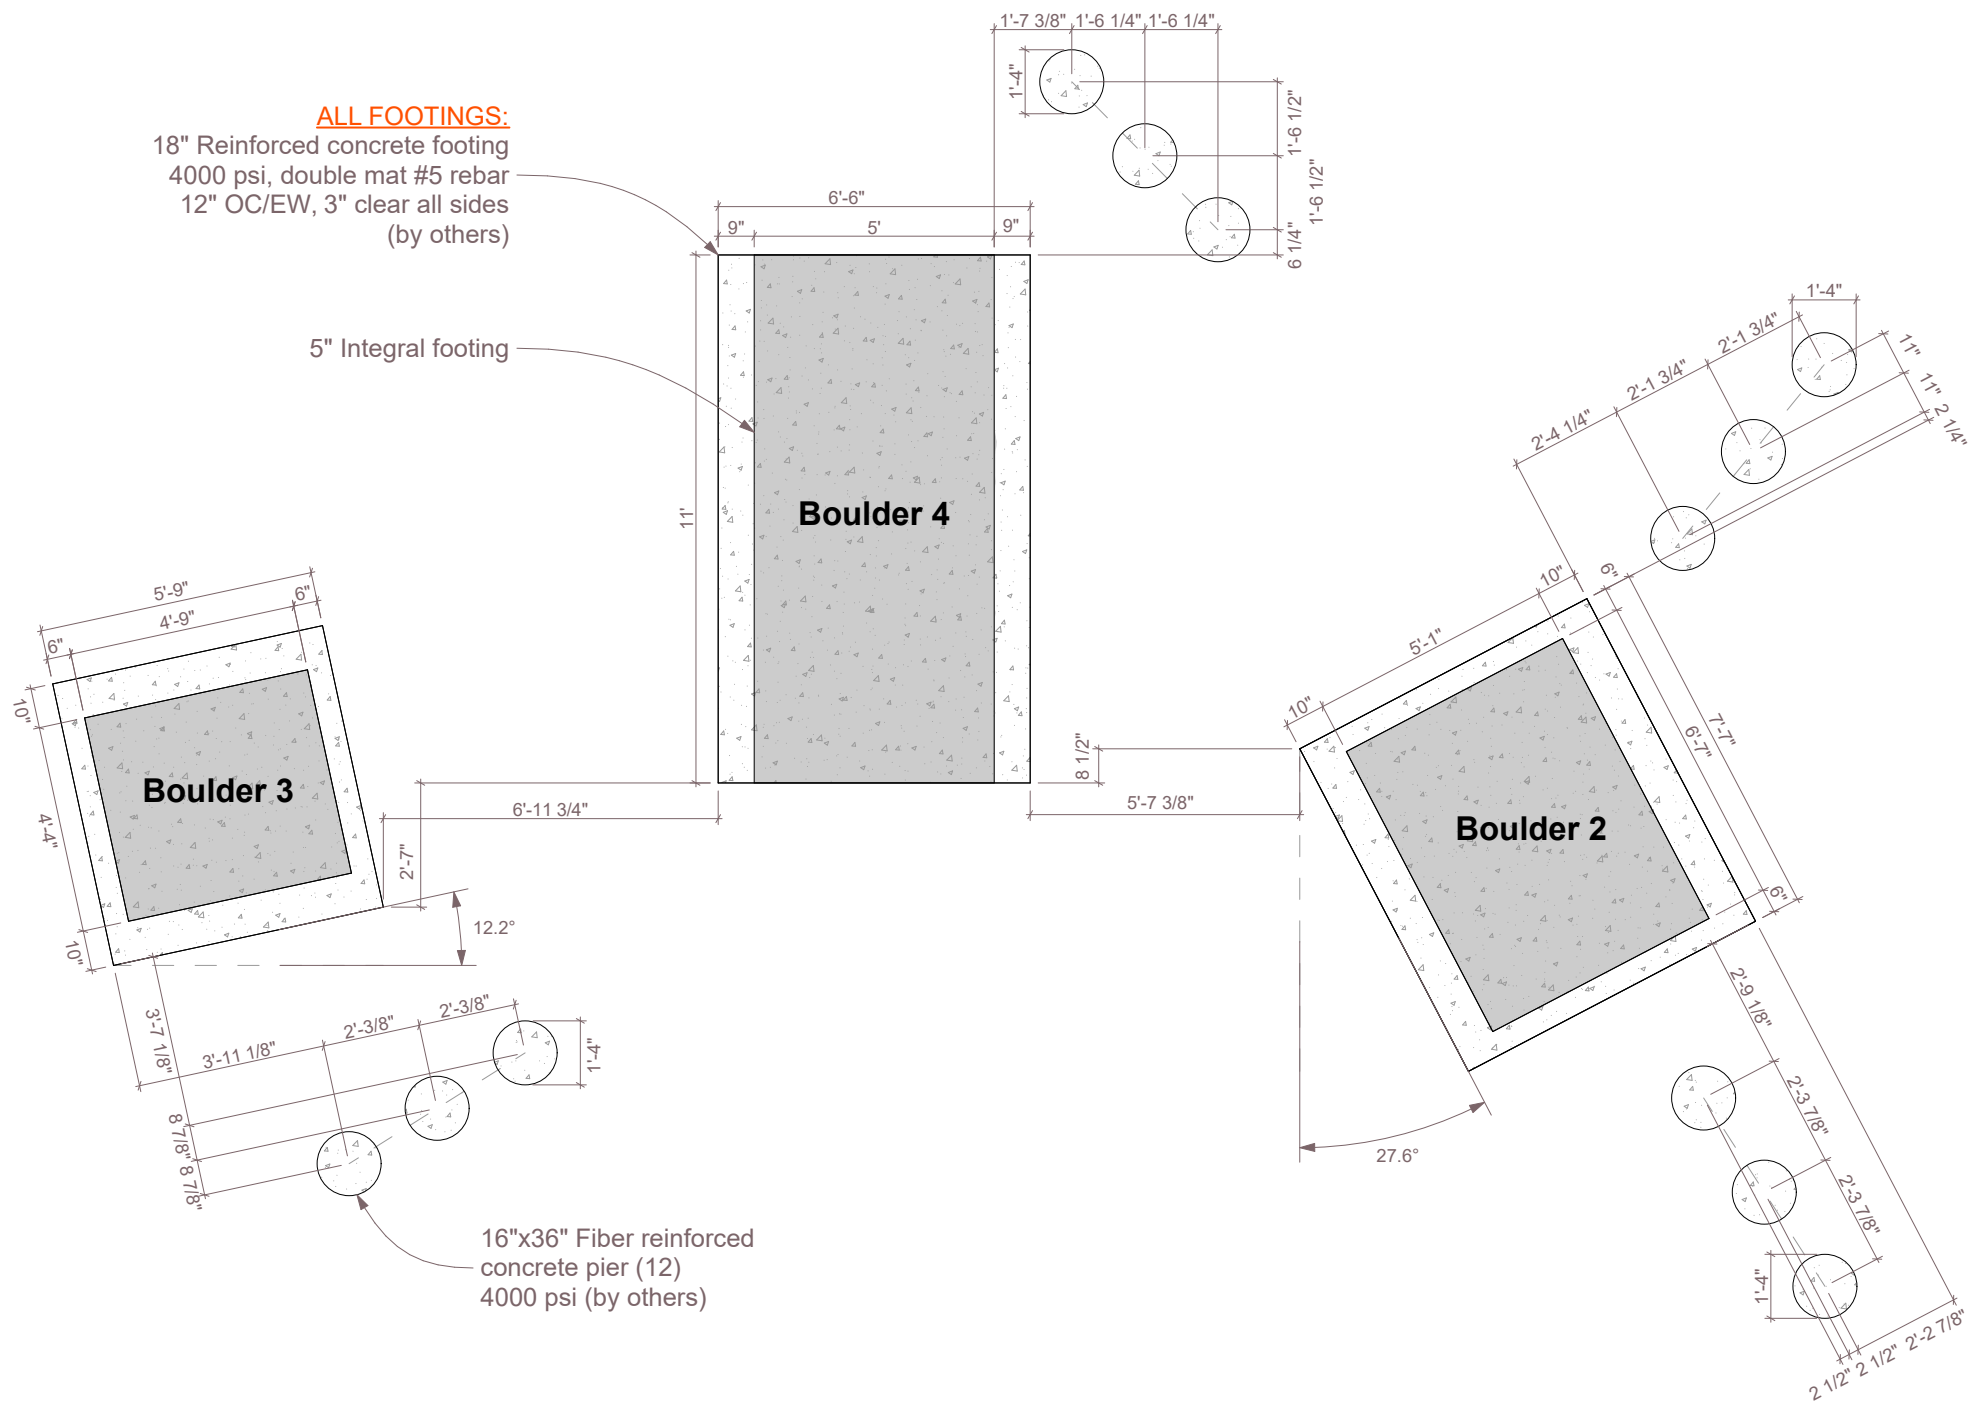 1'-7 3/8" 1'-6 1/4" 1'-6 1/4"
1'-4"
1'-6 1/2"
1'-6 1/2"
6 1/4"
ALL FOOTINGS:
18" Reinforced concrete footing
4000 psi, double mat #5 rebar
12" OC/EW, 3" clear all sides
(by others)
6'-6"
9" 5' 9"
5" Integral footing
11'
Boulder 4
1'-4"
2'-1 3/4"
2'-1 3/4"
2'-4 1/4"
11"
11"
2 1/4"
5'-9"
6" 4'-9" 6"
10"
4'-4"
10"
Boulder 3
6'-11 3/4"
2'-7"
12.2°
8 1/2"
5'-7 3/8"
10" 5'-1" 10"
6"
6'-7"
7'-7"
6"
Boulder 2
27.6°
3'-7 1/8"
8 7/8"
8 7/8"
3'-11 1/8"
2'-3/8"
2'-3/8"
1'-4"
16"x36" Fiber reinforced
concrete pier (12)
4000 psi (by others)
2'-9 1/8"
2'-3 7/8"
2'-3 7/8"
1'-4"
2 1/2" 2 1/2" 2'-2 7/8"